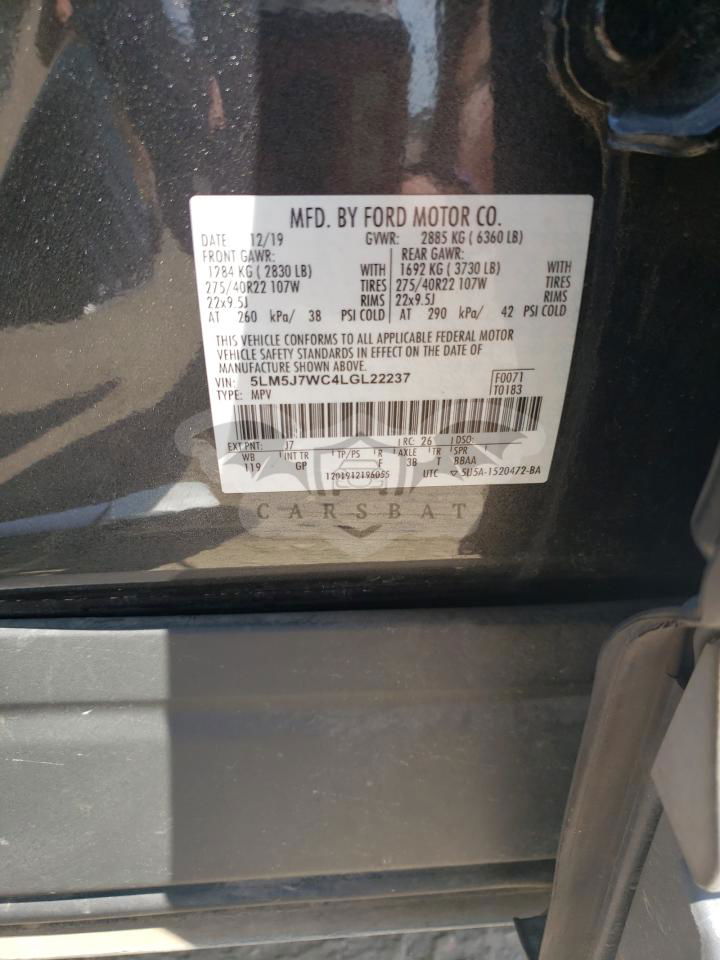 MFD. BY FORD MOTOR CO.
DATE 12/19 GVWR: 2885 KG ( 6360 LB)
FRONT GAWR: REAR GAWR:
1284 KG ( 2830 LB) WITH 1692 KG ( 3730 LB) WITH
275/40R22 107W TIRES 275/40R22 107W TIRES
22x9.5J RIMS 22x9.5J RIMS
AT 260 kPa/ 38 PSI COLD AT 290 kPa/ 42 PSI COLD
THIS VEHICLE CONFORMS TO ALL APPLICABLE FEDERAL MOTOR
VEHICLE SAFETY STANDARDS IN EFFECT ON THE DATE OF
MANUFACTURE SHOWN ABOVE.
VIN: 5LM5J7WC4LGL22237 F0071
TYPE: MPV T0183
EXT PNT: J7 RC: 26 DSO:
WB INT TR TP/PS R AXLE TR SPR
119 GP F 3B T BBAA
1201912196055 UTC 5U5A-1520472-BA
CARSBAT